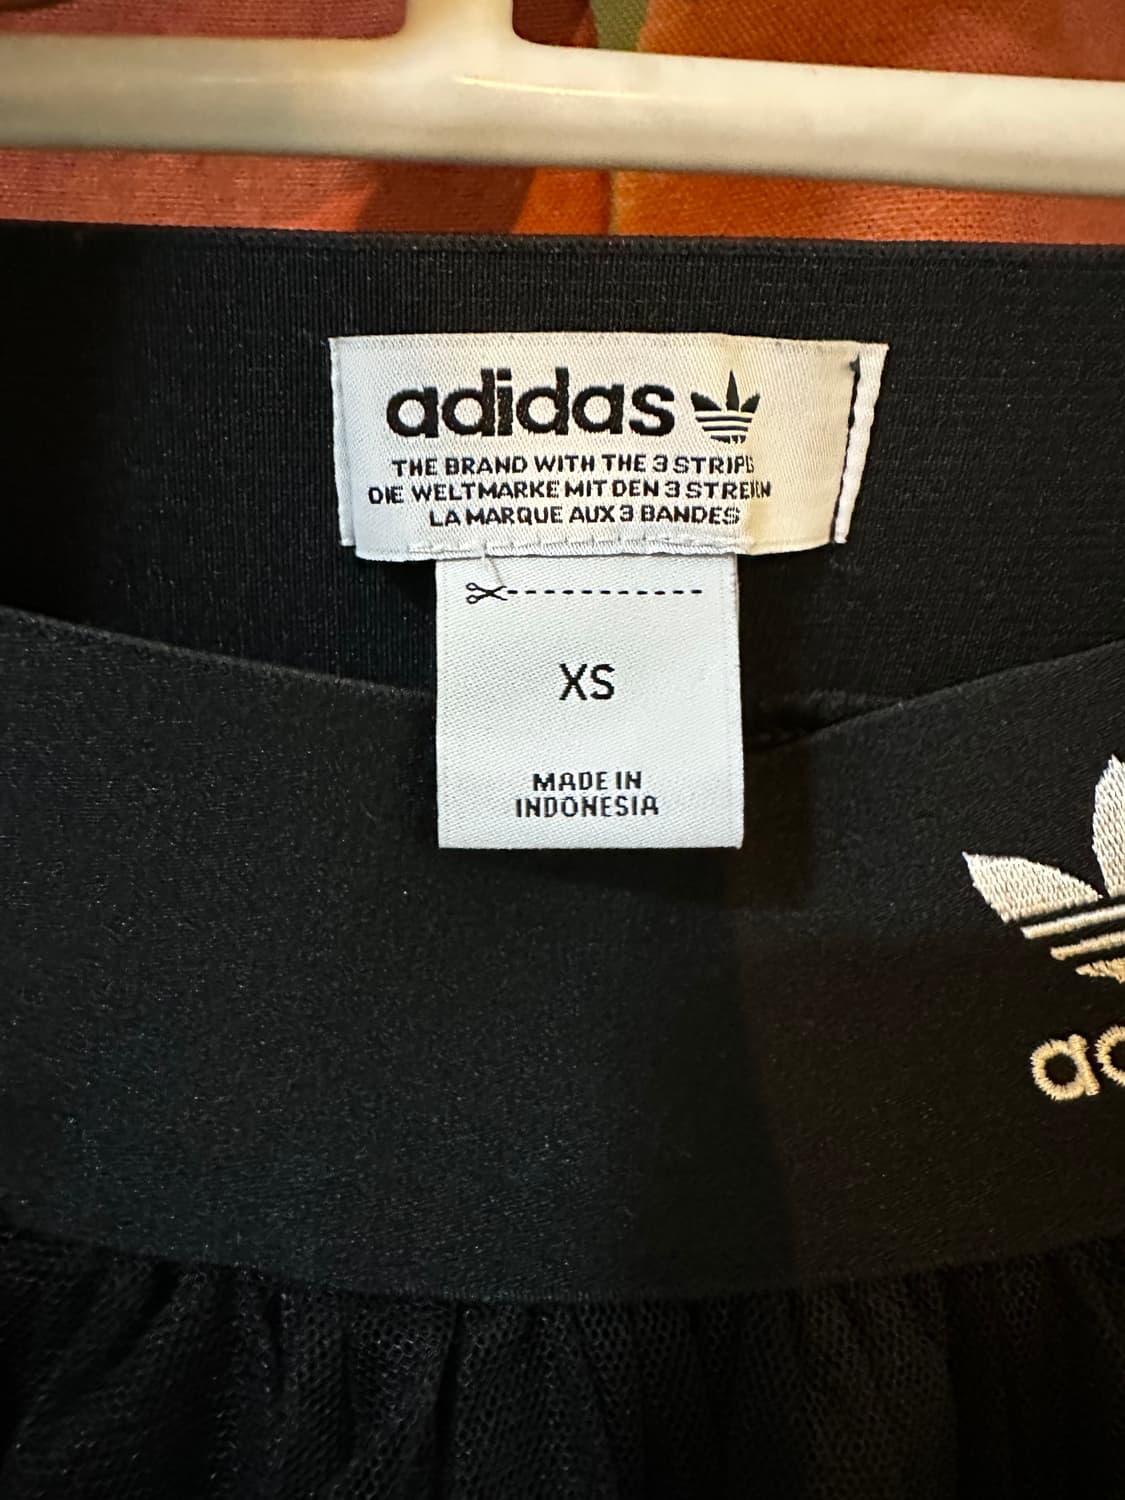 adidas
THE BRAND WITH THE 3 STRIPES
DIE WELTMARKE MIT DEN 3 STREIFEN
LA MARQUE AUX 3 BANDES
XS
MADE IN
INDONESIA
ad